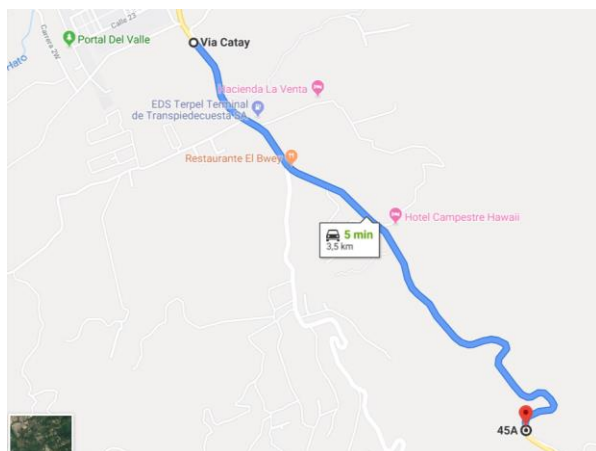 Calle 23
Carrera 2W
Hato
Portal Del Valle
Via Catay
Hacienda La Venta
EDS Terpel Terminal
de Transpiedecuesta SA
Restaurante El Bwey
Hotel Campestre Hawaii
5 min
3,5 km
45A